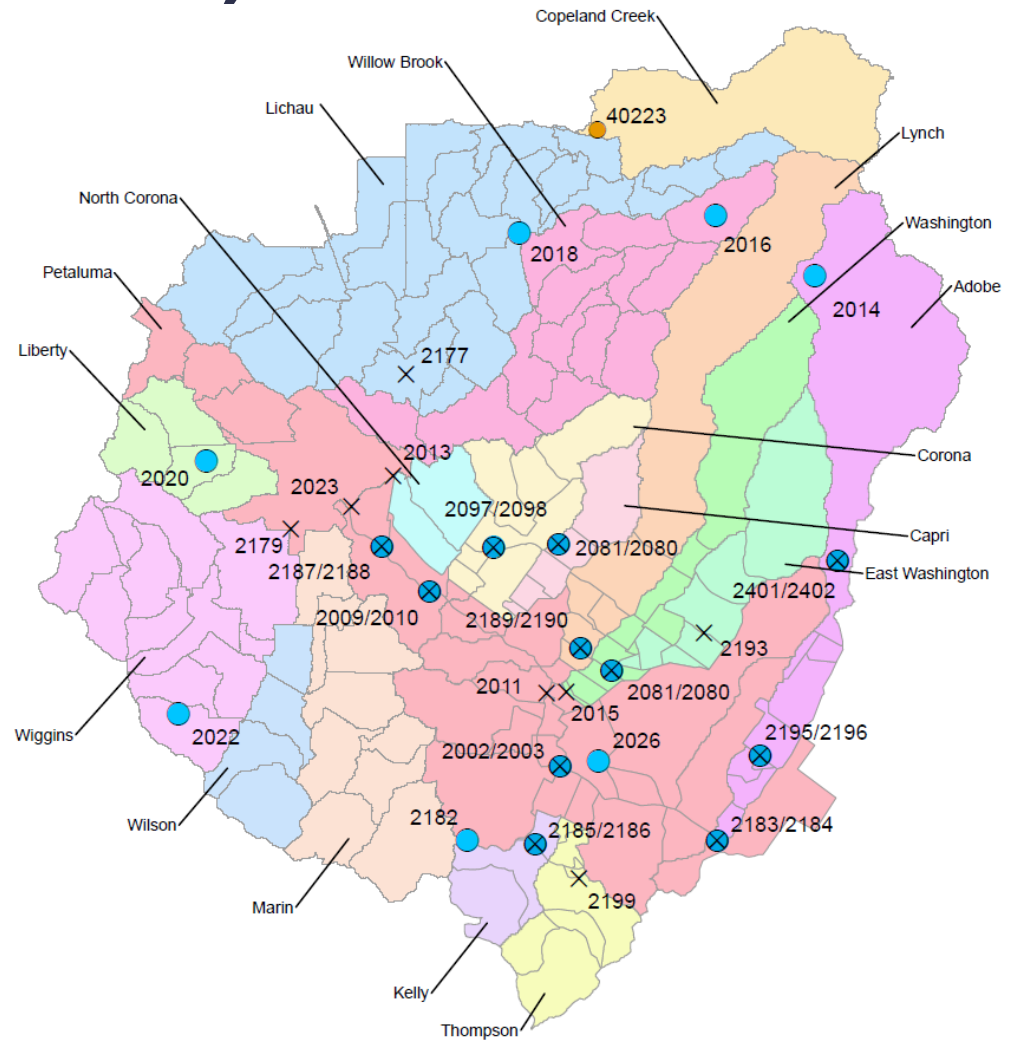 Copeland Creek
Willow Brook
Lichau
40223
Lynch
North Corona
Washington
2018
2016
Petaluma
Adobe
2014
Liberty
2177
2013
Corona
2020
2023
2097/2098
Capri
2179
2081/2080
2187/2188
East Washington
2401/2402
2009/2010
2189/2190
2193
2011
2081/2080
2015
Wiggins
2022
2026
2195/2196
2002/2003
Wilson
2182
2185/2186
2183/2184
2199
Marin
Kelly
Thompson